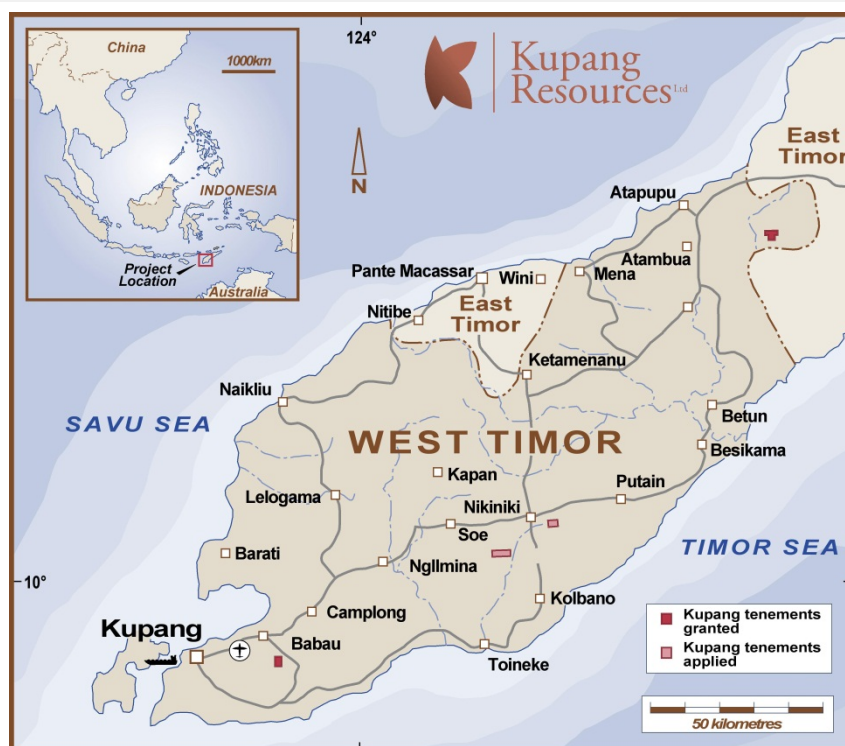 China
1000km
INDONESIA
Project
Location
Australia
124°
Kupang
Resources Ltd
N
East
Timor
Atapupu
Atambua
Pante Macassar
Wini
Mena
Nitibe
East
Timor
Ketamenanu
Naikliu
SAVU SEA
Betun
WEST TIMOR
Besikama
Kapan
Putain
Lelogama
Nikiniki
Soe
TIMOR SEA
Barati
NgIlmina
10°
Kolbano
Camplong
Kupang
Babau
Toineke
Kupang tenements
granted
Kupang tenements
applied
50 kilometres